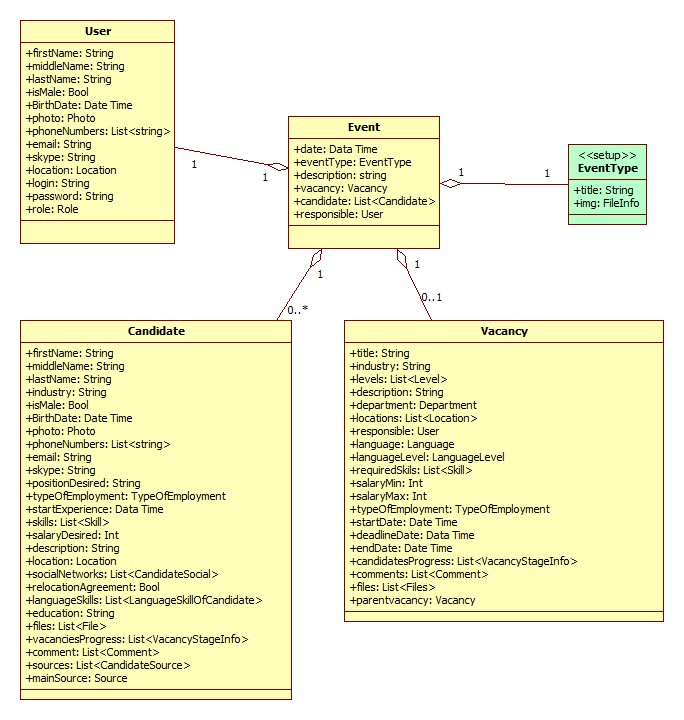 User
+firstName: String
+middleName: String
+lastName: String
+isMale: Bool
+BirthDate: Date Time
+photo: Photo
+phoneNumbers: List<string>
+email: String
+skype: String
+location: Location
+login: String
+password: String
+role: Role
1
1
Event
+date: Data Time
+eventType: EventType
+description: string
+vacancy: Vacancy
+candidate: List<Candidate>
+responsible: User
1
1
<<setup>>
EventType
+title: String
+img: FileInfo
1
0..*
1
0..1
Candidate
+firstName: String
+middleName: String
+lastName: String
+industry: String
+isMale: Bool
+BirthDate: Date Time
+photo: Photo
+phoneNumbers: List<string>
+email: String
+skype: String
+positionDesired: String
+typeOfEmployment: TypeOfEmployment
+startExperience: Data Time
+skills: List<Skill>
+salaryDesired: Int
+description: String
+location: Location
+socialNetworks: List<CandidateSocial>
+relocationAgreement: Bool
+languageSkills: List<LanguageSkillOfCandidate>
+education: String
+files: List<File>
+vacanciesProgress: List<VacancyStageInfo>
+comment: List<Comment>
+sources: List<CandidateSource>
+mainSource: Source
Vacancy
+title: String
+industry: String
+levels: List<Level>
+description: String
+department: Department
+locations: List<Location>
+responsible: User
+language: Language
+languageLevel: LanguageLevel
+requiredSkils: List<Skill>
+salaryMin: Int
+salaryMax: Int
+typeOfEmployment: TypeOfEmployment
+startDate: Date Time
+deadlineDate: Data Time
+endDate: Date Time
+candidatesProgress: List<VacancyStageInfo>
+comments: List<Comment>
+files: List<Files>
+parentvacancy: Vacancy